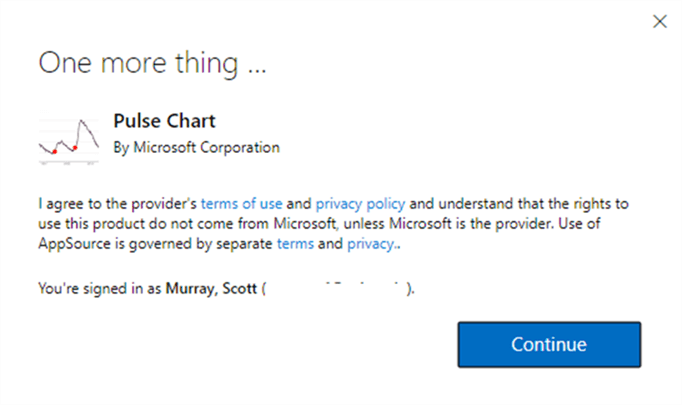 One more thing ...
Pulse Chart
By Microsoft Corporation
I agree to the provider's terms of use and privacy policy and understand that the rights to
use this product do not come from Microsoft, unless Microsoft is the provider. Use of
AppSource is governed by separate terms and privacy..
You're signed in as Murray, Scott ( ).
Continue